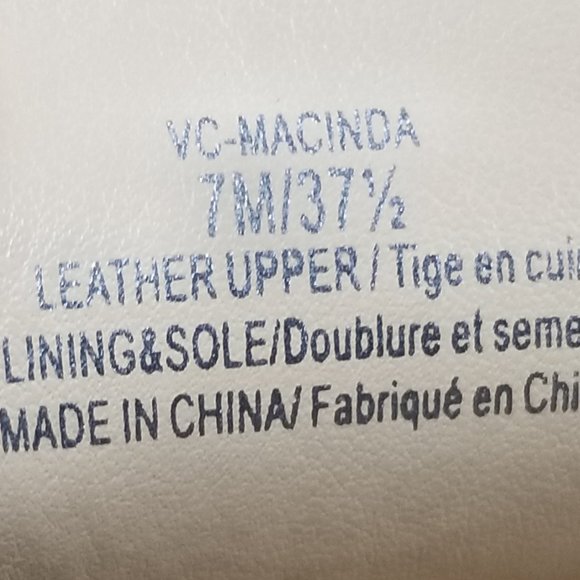 VC-MACINDA
7M/37½
LEATHER UPPER / Tige en cui
LINING&SOLE/Doublure et seme
MADE IN CHINA/ Fabriqué en Chi